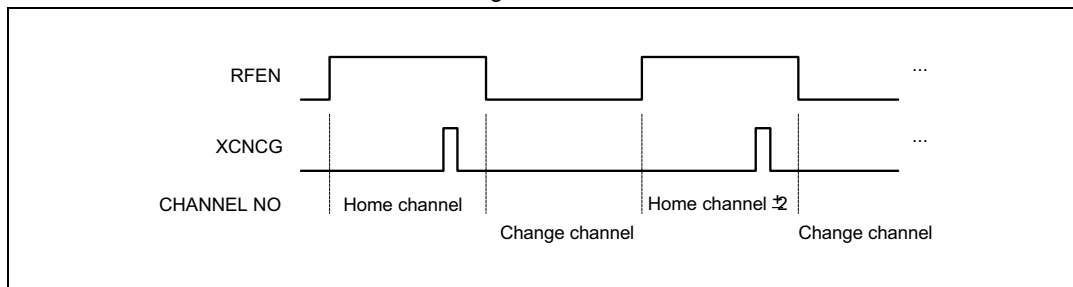 RFEN
...
XCNCG
...
CHANNEL NO Home channel Home channel ±2
Change channel Change channel